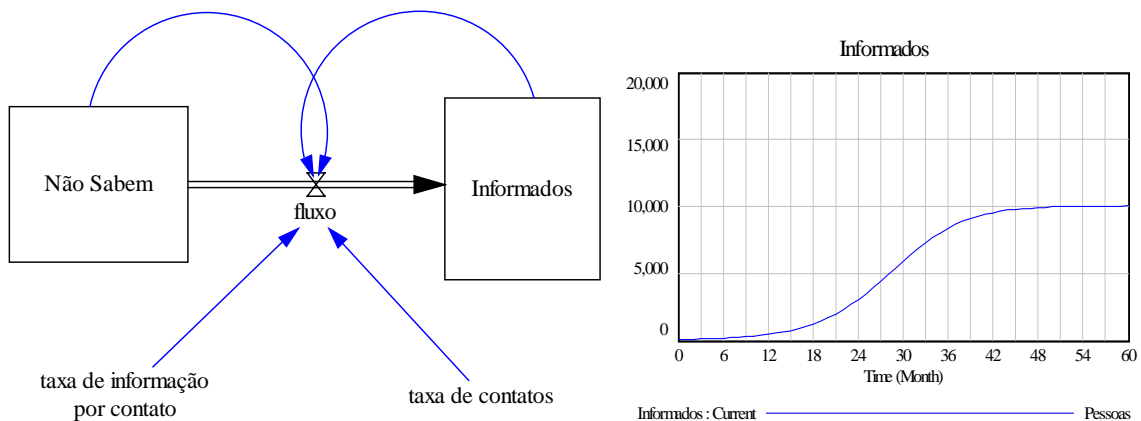 Não Sabem
Informados
fluxo
taxa de informação
por contato
taxa de contatos
Informados
20,000
15,000
10,000
5,000
0
0 6 12 18 24 30 36 42 48 54 60
Time (Month)
Informados : Current Pessoas